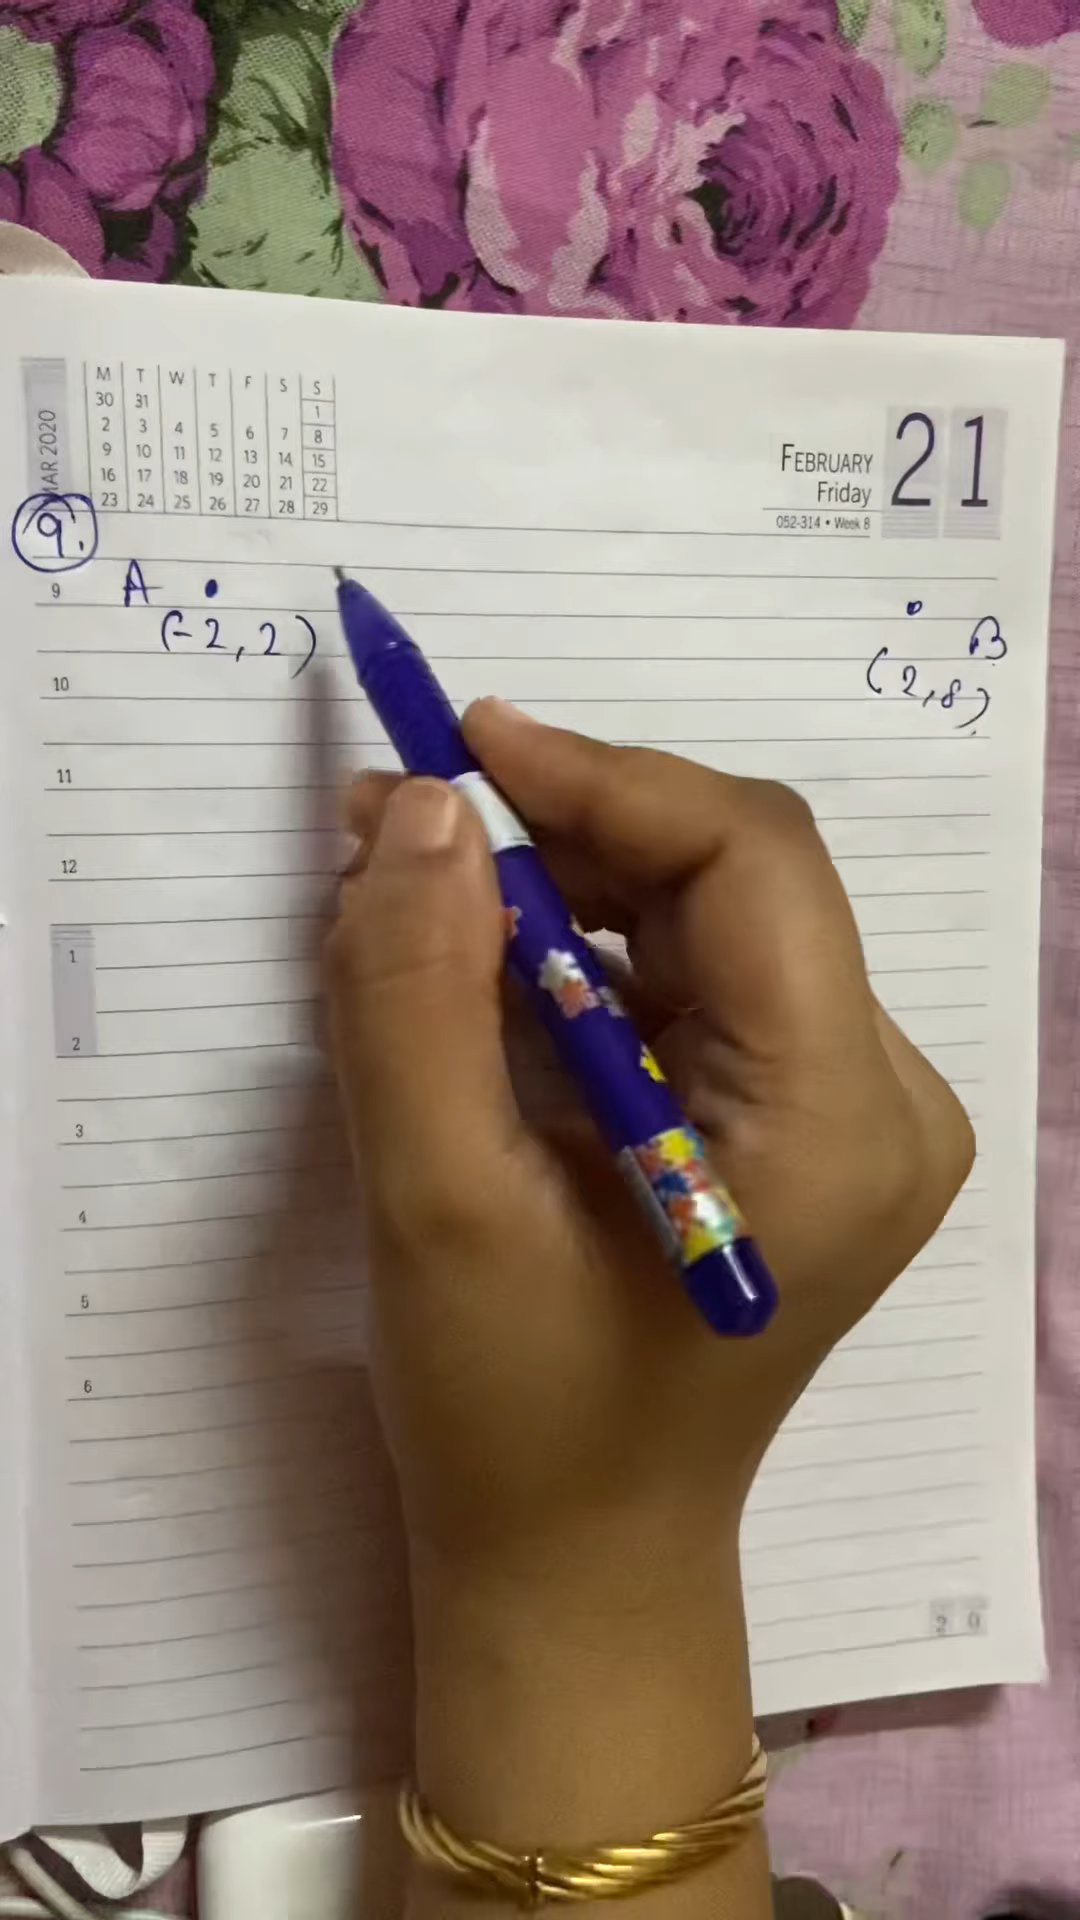 MAR 2020
M T W T F S S
30 31 1
2 3 4 5 6 7 8
9 10 11 12 13 14 15
16 17 18 19 20 21 22
23 24 25 26 27 28 29
FEBRUARY 21
Friday
052-314 • Week 8
9.
9 A B
(-2, 2) (2, 8)
10
11
12
1
2
3
4
5
6
2 0